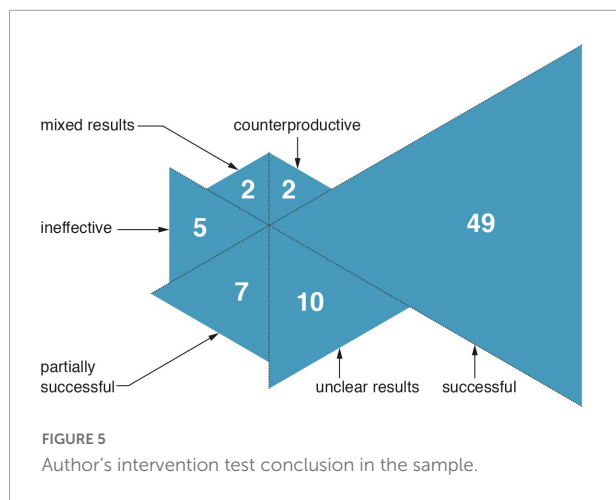 mixed results
counterproductive
2
2
49
ineffective
5
7
10
partially
successful
unclear results
successful
FIGURE 5
Author's intervention test conclusion in the sample.